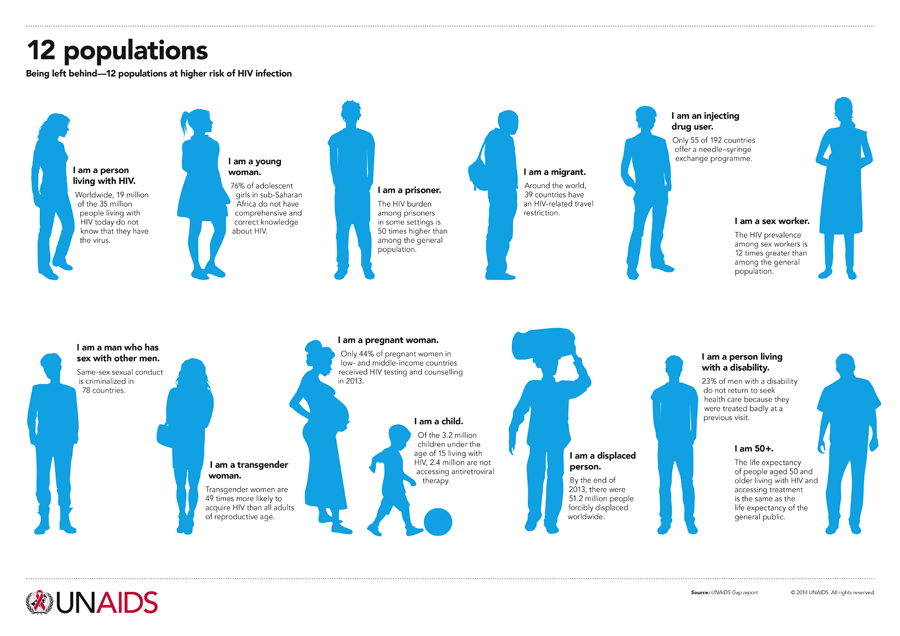 12 populations
Being left behind—12 populations at higher risk of HIV infection
I am a person
living with HIV.
Worldwide, 19 million
of the 35 million
people living with
HIV today do not
know that they have
the virus.
I am a young
woman.
76% of adolescent
girls in sub-Saharan
Africa do not have
comprehensive and
correct knowledge
about HIV.
I am a prisoner.
The HIV burden
among prisoners
in some settings is
50 times higher than
among the general
population.
I am a migrant.
Around the world,
39 countries have
an HIV-related travel
restriction.
I am an injecting
drug user.
Only 55 of 192 countries
offer a needle–syringe
exchange programme.
I am a sex worker.
The HIV prevalence
among sex workers is
12 times greater than
among the general
population.
I am a man who has
sex with other men.
Same-sex sexual conduct
is criminalized in
78 countries.
I am a transgender
woman.
Transgender women are
49 times more likely to
acquire HIV than all adults
of reproductive age.
I am a pregnant woman.
Only 44% of pregnant women in
low- and middle-income countries
received HIV testing and counselling
in 2013.
I am a child.
Of the 3.2 million
children under the
age of 15 living with
HIV, 2.4 million are not
accessing antiretroviral
therapy.
I am a displaced
person.
By the end of
2013, there were
51.2 million people
forcibly displaced
worldwide.
I am a person living
with a disability.
23% of men with a disability
do not return to seek
health care because they
were treated badly at a
previous visit.
I am 50+.
The life expectancy
of people aged 50 and
older living with HIV and
accessing treatment
is the same as the
life expectancy of the
general public.
UNAIDS
Source: UNAIDS Gap report
© 2014 UNAIDS. All rights reserved.